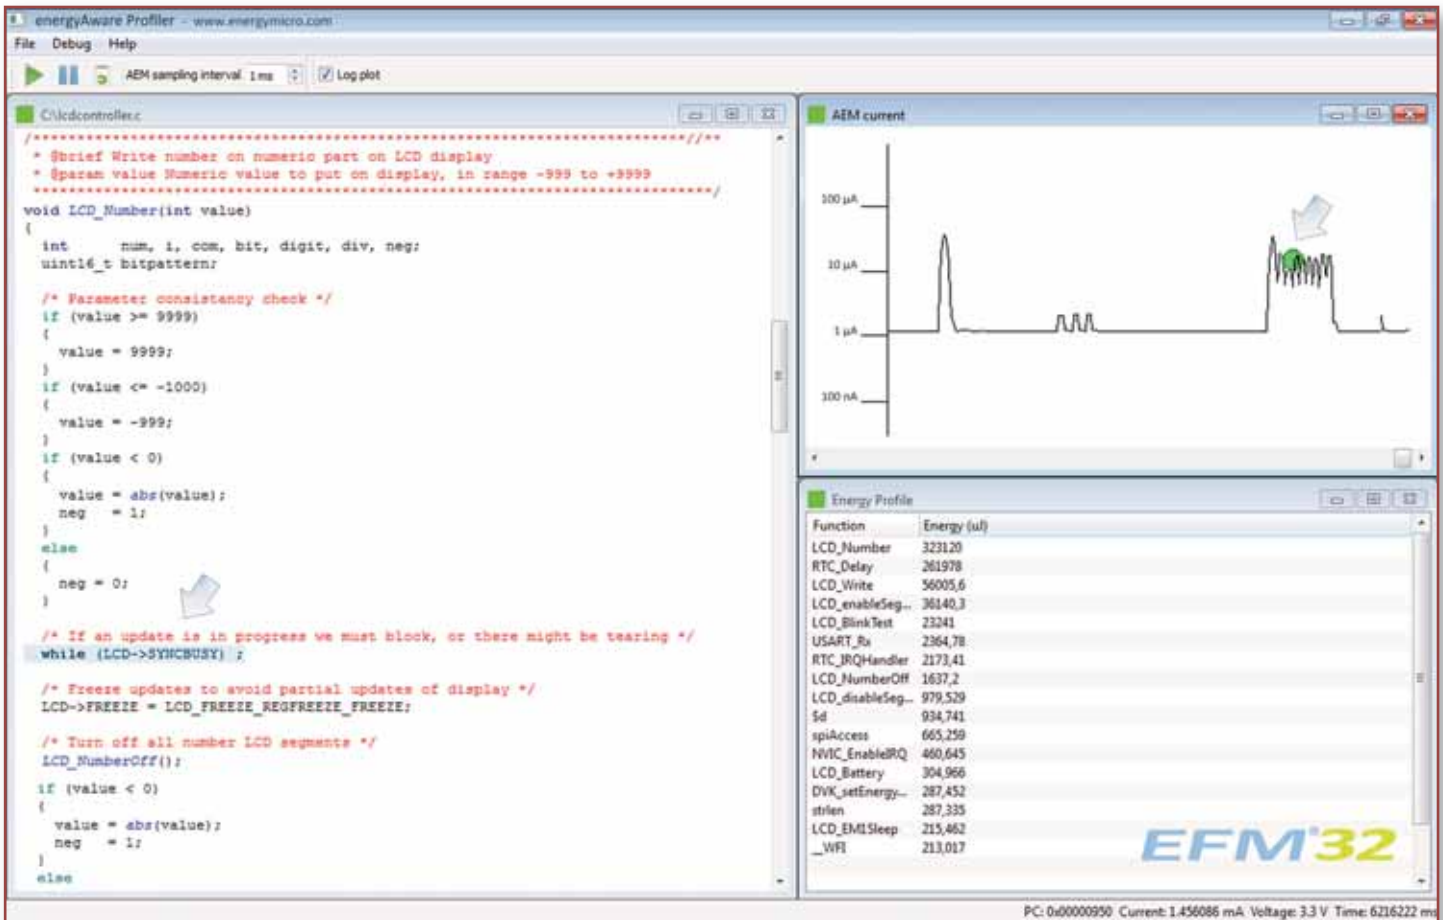 energyAware Profiler - www.energymicro.com
File Debug Help
AEM sampling interval 1 ms Log plot
C:\lcdcontroller.c
/******************************************************************************//**
 * @brief Write number on numeric part on LCD display
 * @param value Numeric value to put on display, in range -999 to +9999
 ******************************************************************************/
void LCD_Number(int value)
{
int num, i, com, bit, digit, div, neg;
uint16_t bitpattern;
/* Parameter consistancy check */
if (value >= 9999)
{
value = 9999;
}
if (value <= -1000)
{
value = -999;
}
if (value < 0)
{
value = abs(value);
neg = 1;
}
else
{
neg = 0;
}
/* If an update is in progress we must block, or there might be tearing */
while (LCD->SYNCBUSY) ;
/* Freeze updates to avoid partial updates of display */
LCD->FREEZE = LCD_FREEZE_REGFREEZE_FREEZE;
/* Turn off all number LCD segments */
LCD_NumberOff();
if (value < 0)
{
value = abs(value);
neg = 1;
}
else
AEM current
100 µA
10 µA
1 µA
100 nA
Energy Profile
Function Energy (uJ)
LCD_Number 323120
RTC_Delay 261978
LCD_Write 56005,6
LCD_enableSeg... 36140,3
LCD_BlinkTest 23241
USART_Rx 2364,78
RTC_IRQHandler 2173,41
LCD_NumberOff 1637,2
LCD_disableSeg... 979,529
$d 934,741
spiAccess 665,259
NVIC_EnableIRQ 460,645
LCD_Battery 304,966
DVK_setEnergy... 287,452
strlen 287,335
LCD_EM1Sleep 215,462
__WFI 213,017
EFM®32
PC: 0x00000950 Current: 1.456086 mA Voltage: 3.3 V Time: 6216222 ms